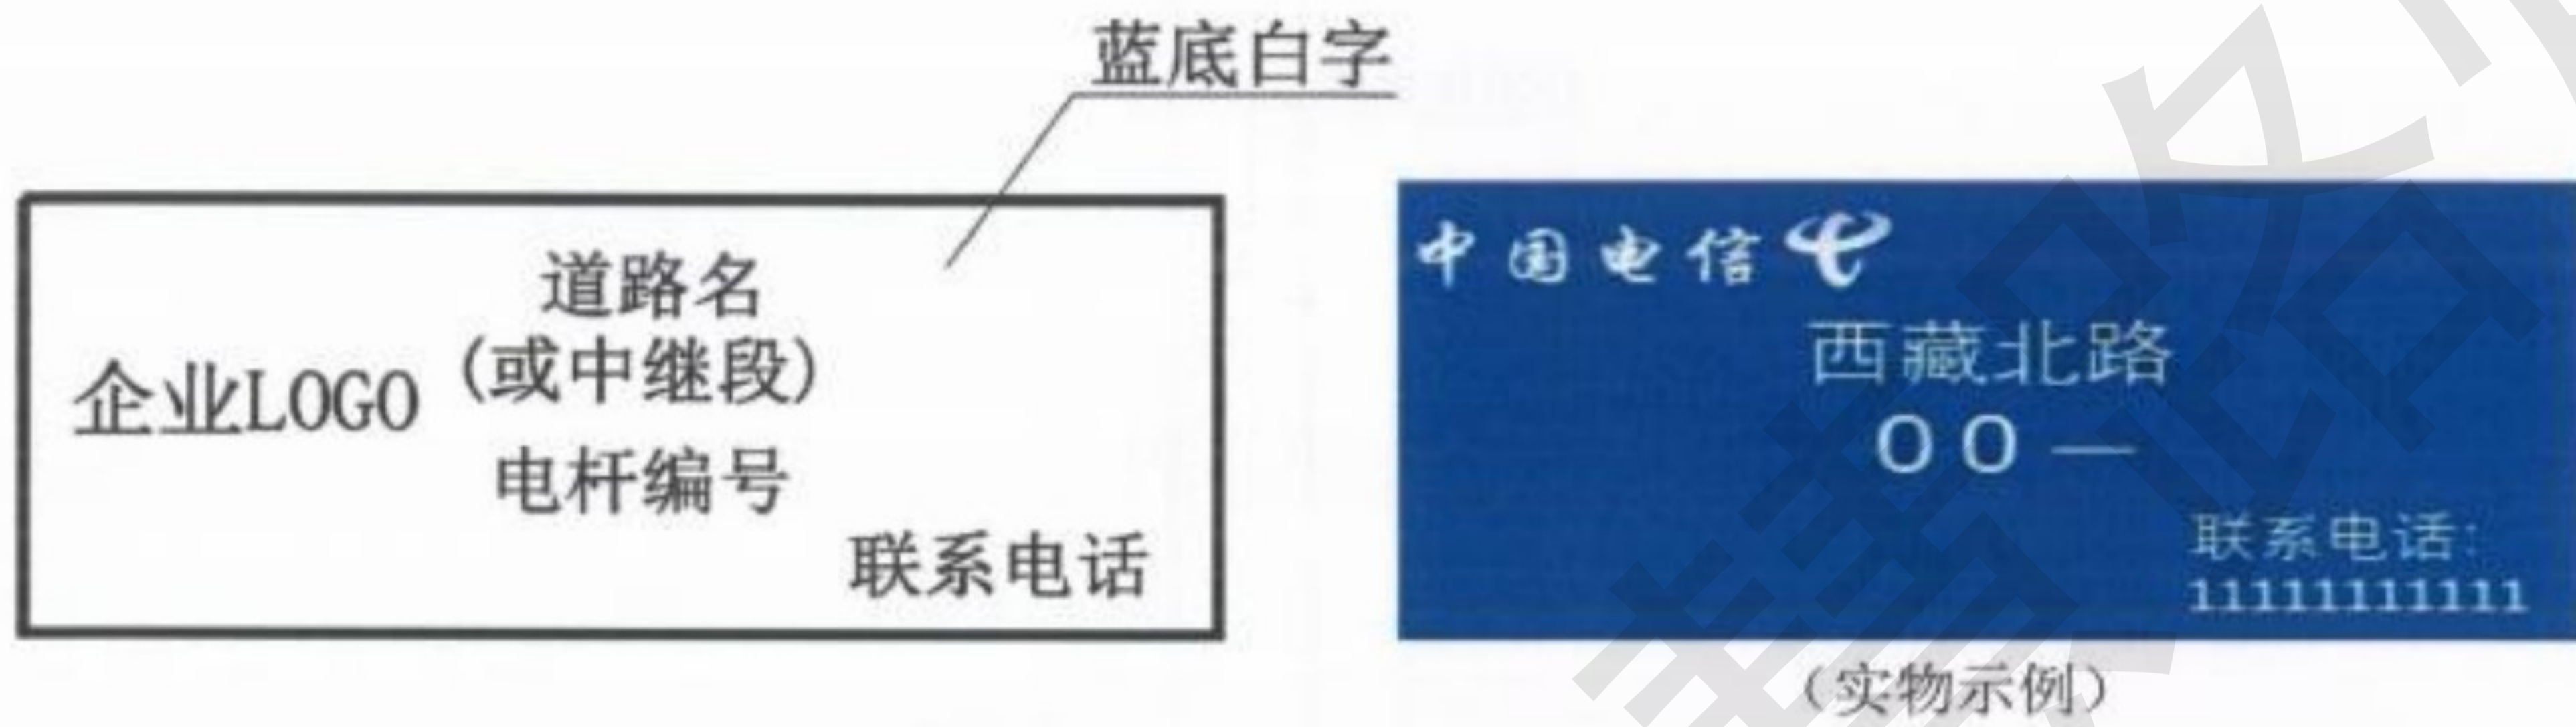 蓝底白字
道路名
(或中继段)
企业LOGO
电杆编号
联系电话
中国电信
西藏北路
00—
联系电话:
11111111111
(实物示例)